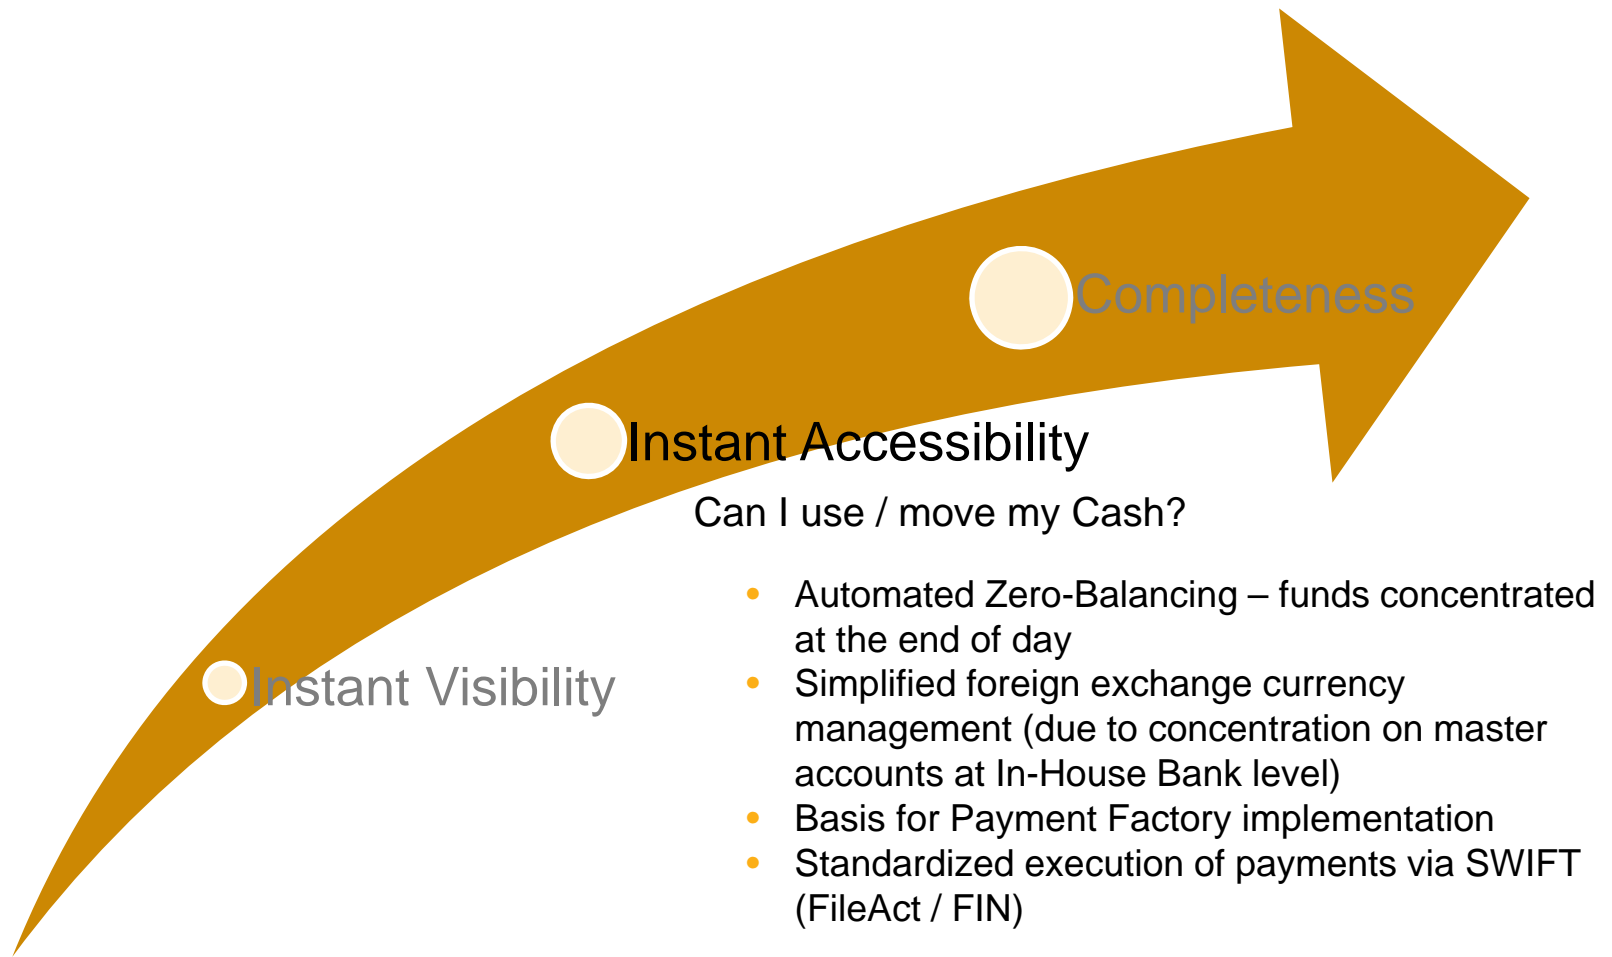 Completeness
Instant Accessibility
Can I use / move my Cash?
• Automated Zero-Balancing – funds concentrated
at the end of day
• Simplified foreign exchange currency
management (due to concentration on master
accounts at In-House Bank level)
• Basis for Payment Factory implementation
• Standardized execution of payments via SWIFT
(FileAct / FIN)
Instant Visibility